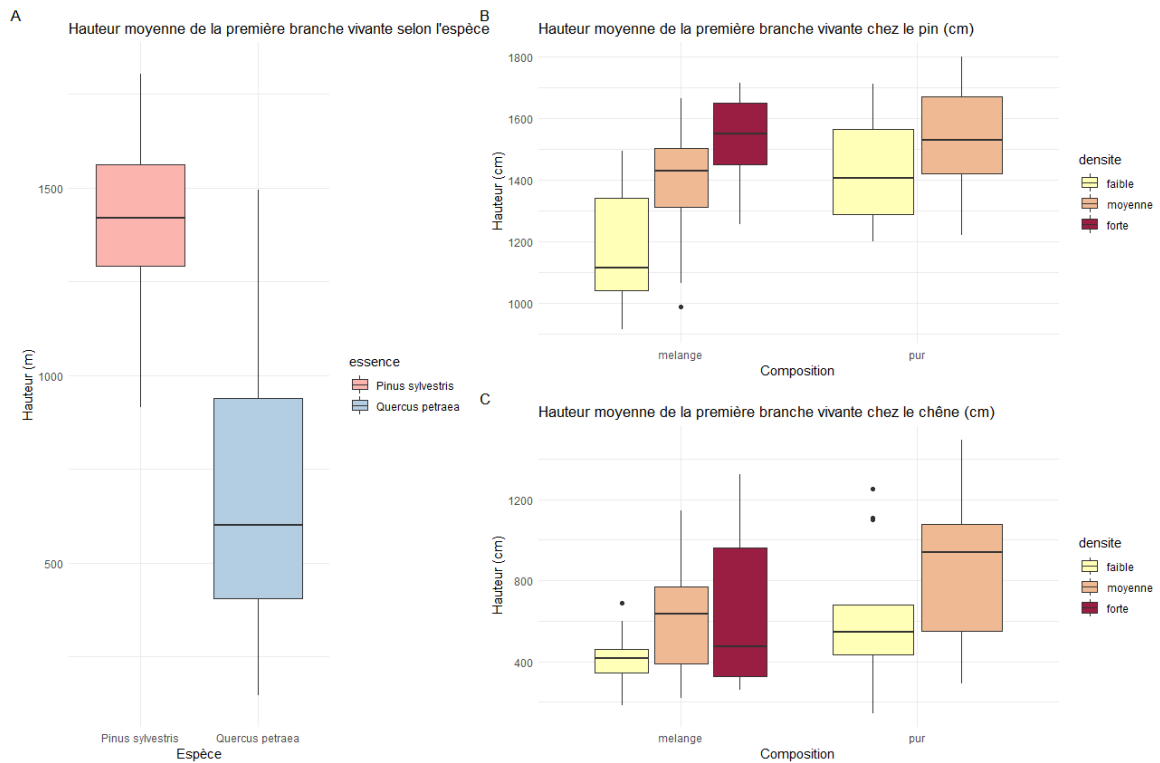 A
Hauteur moyenne de la première branche vivante selon l'espèce
Hauteur (m)
1500
1000
500
Pinus sylvestris
Quercus petraea
Espèce
essence
Pinus sylvestris
Quercus petraea
B
Hauteur moyenne de la première branche vivante chez le pin (cm)
Hauteur (cm)
1800
1600
1400
1200
1000
melange
pur
Composition
densite
faible
moyenne
forte
C
Hauteur moyenne de la première branche vivante chez le chêne (cm)
Hauteur (cm)
1200
800
400
melange
pur
Composition
densite
faible
moyenne
forte